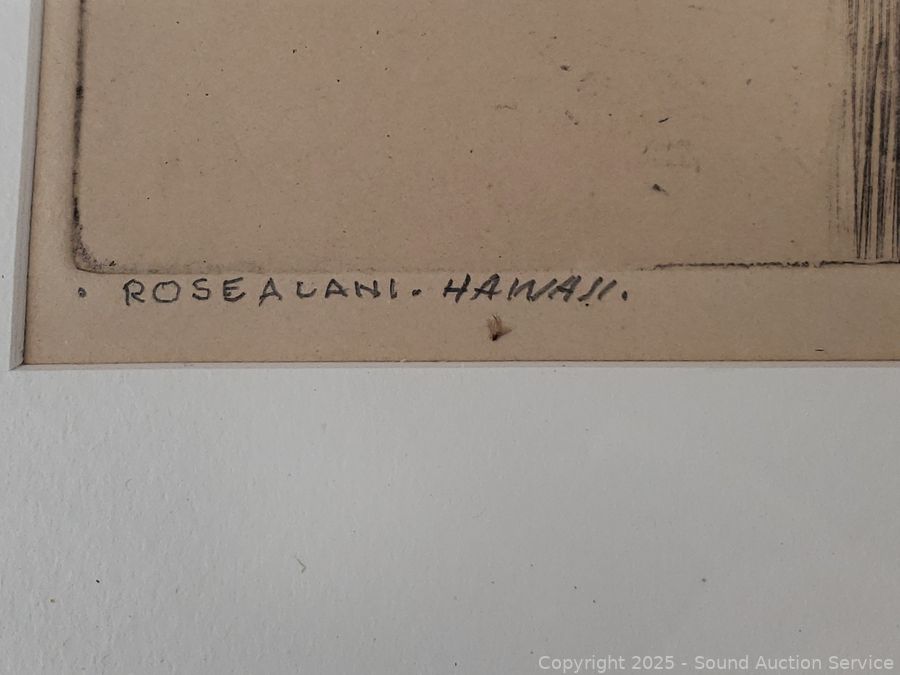 . ROSEALANI. HAWAII.
Copyright 2025 - Sound Auction Service